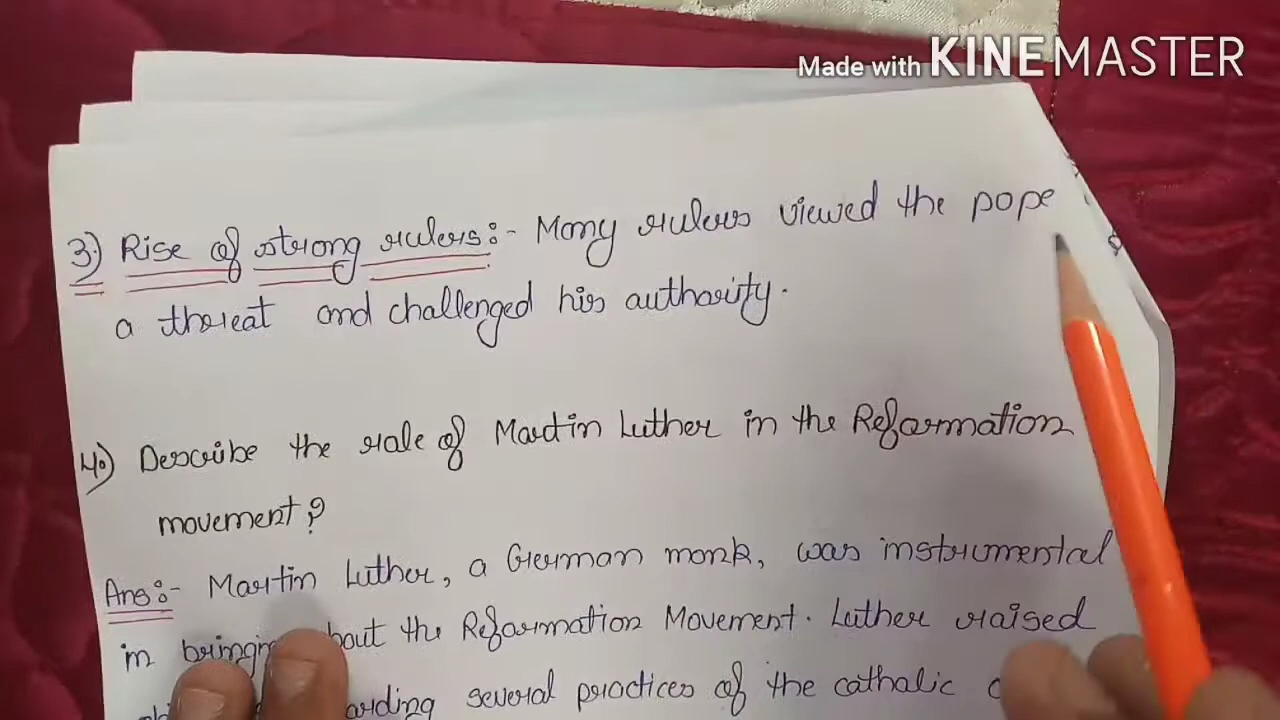 Made with KINEMASTER
3.) Rise of strong rulers:- Many rulers viewed the pope
a threat and challenged his authority.
4.) Describe the role of Martin Luther in the Reformation
movement?
Ans:- Martin Luther, a German monk, was instrumental
in the Reformation Movement. Luther raised
several practices of the catholic